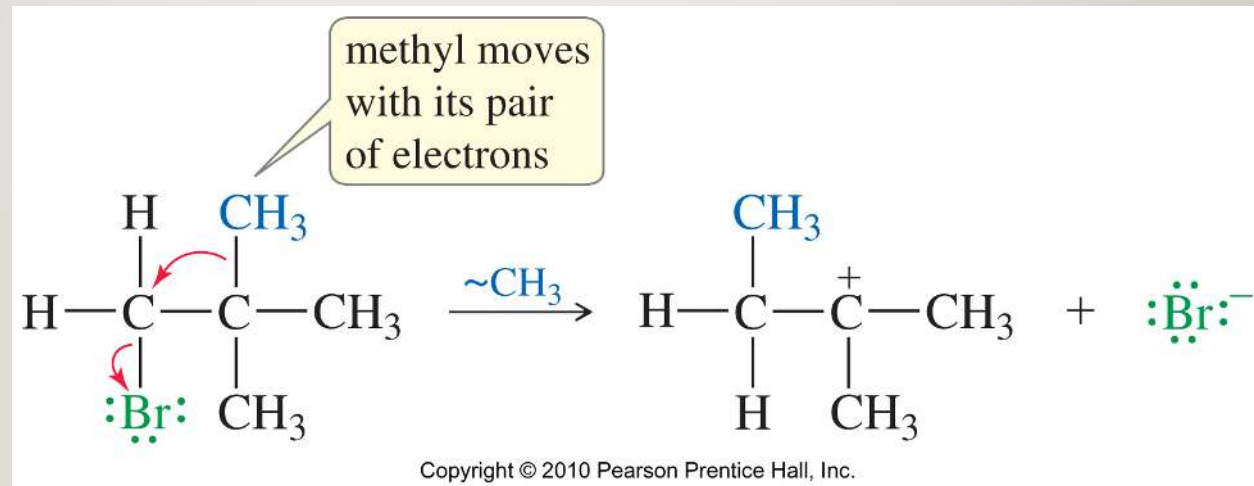 methyl moves
with its pair
of electrons
H CH₃ CH₃
H—C—C—CH₃ ~CH₃ H—C—C⁺—CH₃ + :Br:⁻
:Br: CH₃ H CH₃
Copyright © 2010 Pearson Prentice Hall, Inc.